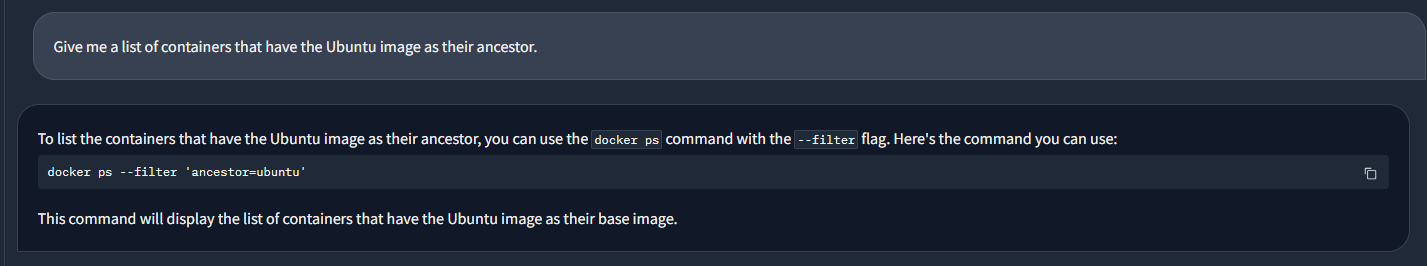 Give me a list of containers that have the Ubuntu image as their ancestor.
To list the containers that have the Ubuntu image as their ancestor, you can use the docker ps command with the --filter flag. Here's the command you can use:
docker ps --filter 'ancestor=ubuntu'
This command will display the list of containers that have the Ubuntu image as their base image.